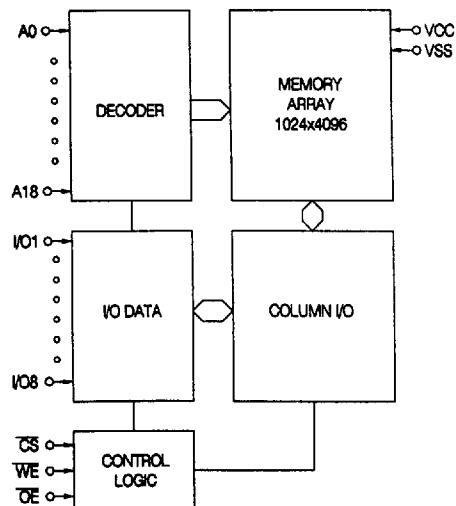 A0
DECODER
A18
MEMORY
ARRAY
1024x4096
VCC
VSS
I/O1
I/O DATA
I/O8
COLUMN I/O
CS
WE
OE
CONTROL
LOGIC